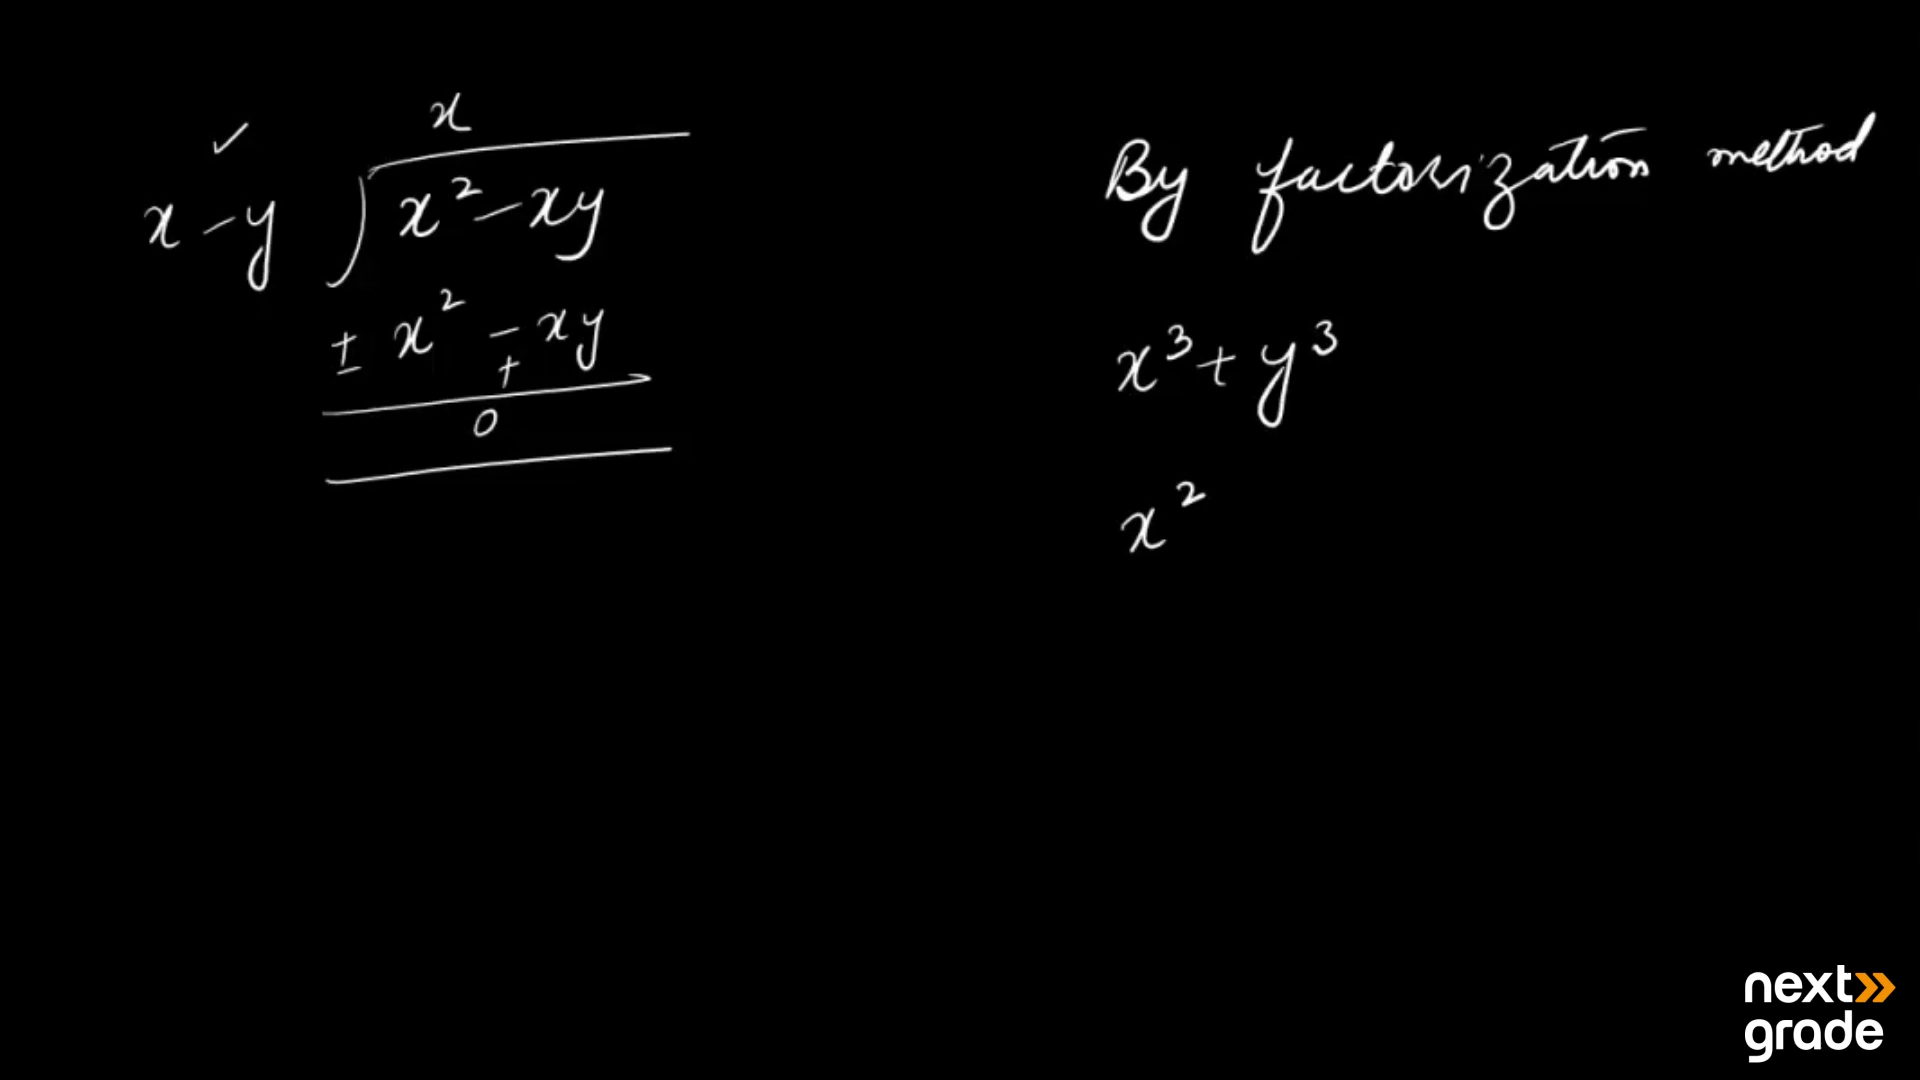 x
x - y ) x² - xy
± x² - xy
+
0
By factorization method
x³ + y³
x²
next
grade